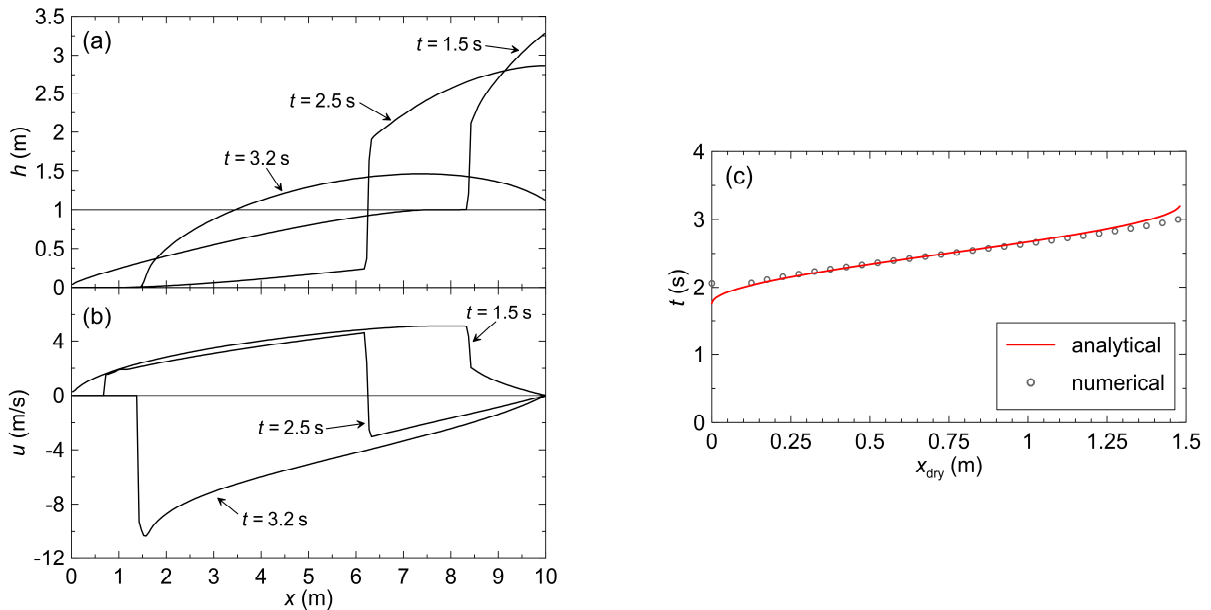 (a)
3.5
3
2.5
2
1.5
1
0.5
0
h (m)
t = 1.5 s
t = 2.5 s
t = 3.2 s
(b)
4
0
-4
-8
-12
u (m/s)
t = 1.5 s
t = 2.5 s
t = 3.2 s
0 1 2 3 4 5 6 7 8 9 10
x (m)
(c)
4
3
2
1
0
t (s)
analytical
numerical
0 0.25 0.5 0.75 1 1.25 1.5
xdry (m)